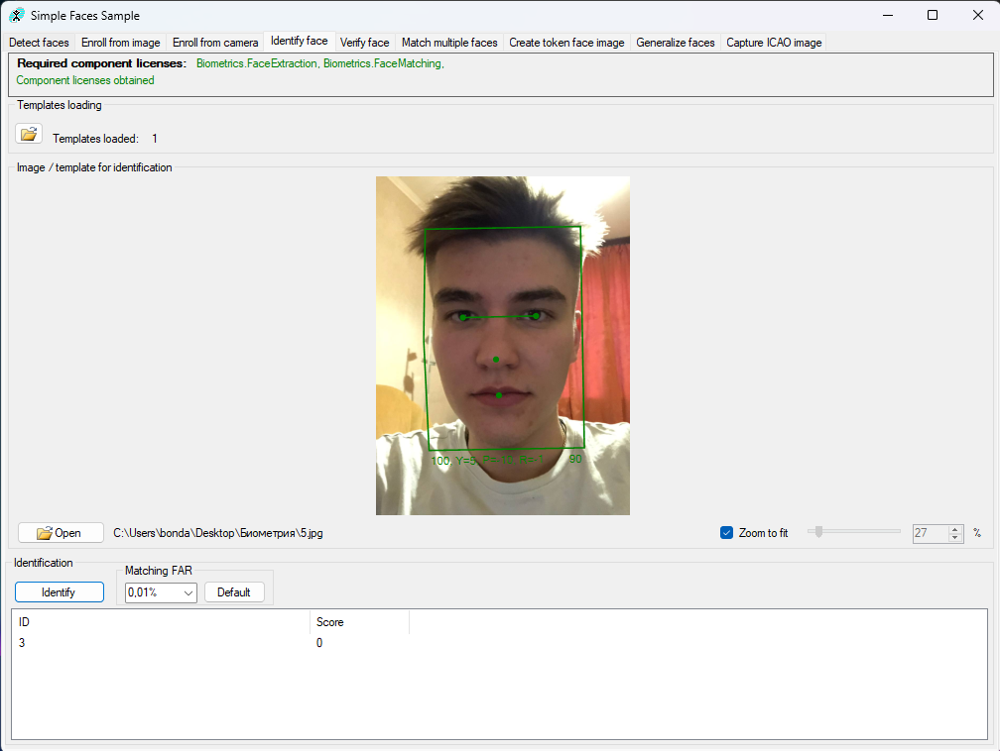 Simple Faces Sample
Detect faces Enroll from image Enroll from camera Identify face Verify face Match multiple faces Create token face image Generalize faces Capture ICAO image
Required component licenses: Biometrics.FaceExtraction, Biometrics.FaceMatching,
Component licenses obtained
Templates loading
Templates loaded: 1
Image / template for identification
100, Y=5, 90
Open C:\Users\bonda\Desktop\Биометрия\5.jpg Zoom to fit 27 %
Identification
Matching FAR
Identify 0,01% Default
ID Score
3 0